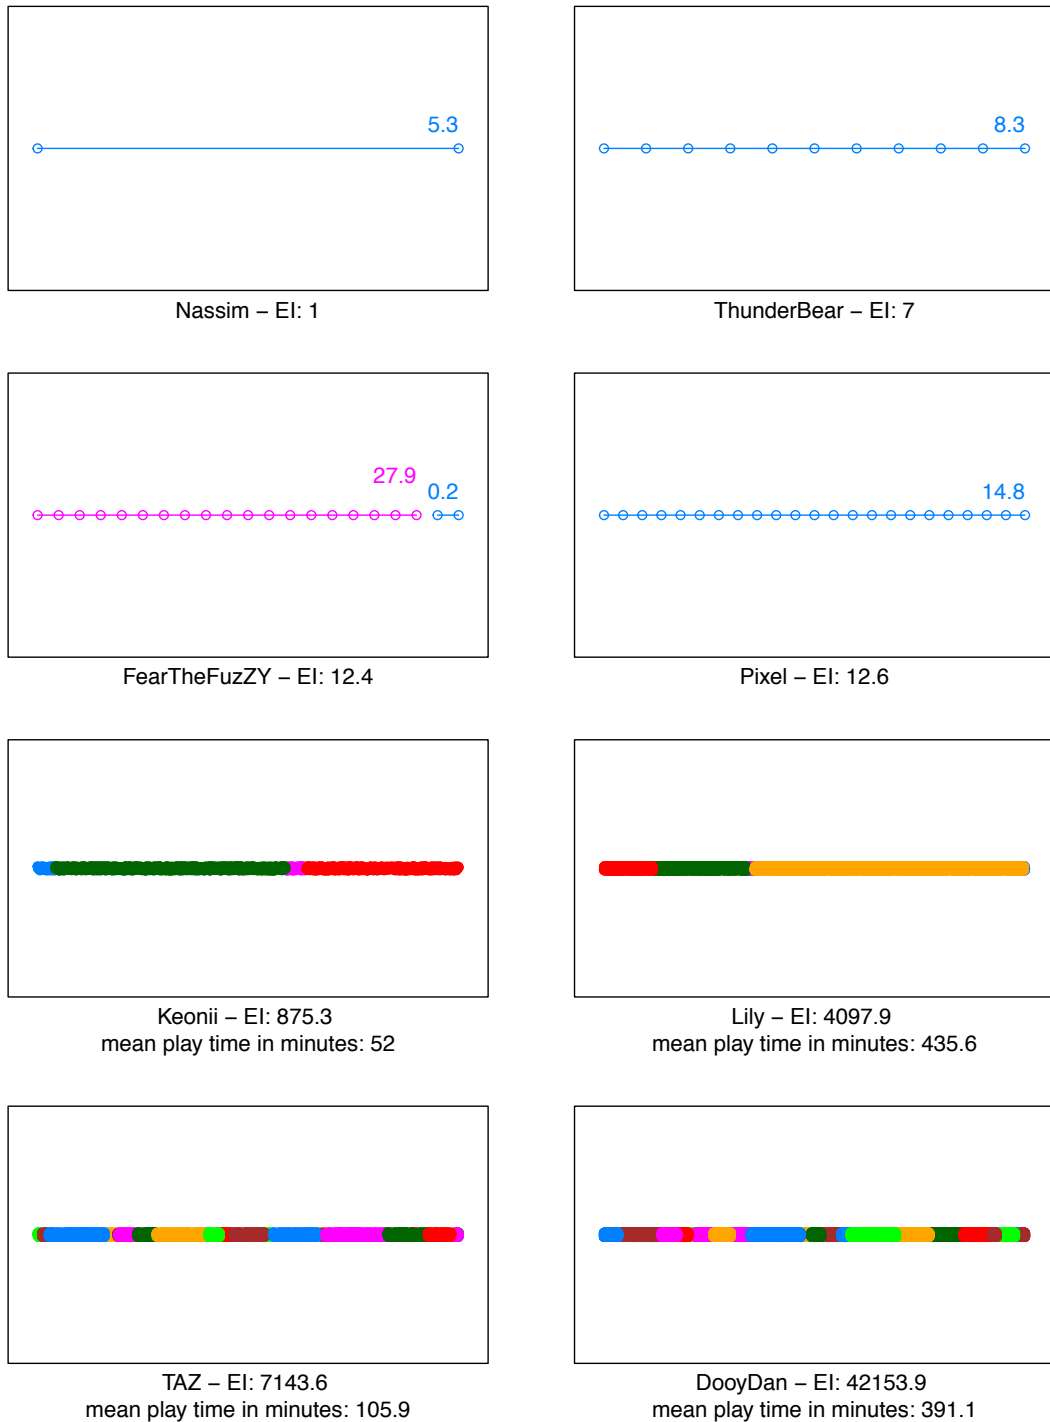 5.3
8.3
Nassim – EI: 1
ThunderBear – EI: 7
27.9
0.2
14.8
FearTheFuzZY – EI: 12.4
Pixel – EI: 12.6
Keonii – EI: 875.3
mean play time in minutes: 52
Lily – EI: 4097.9
mean play time in minutes: 435.6
TAZ – EI: 7143.6
mean play time in minutes: 105.9
DooyDan – EI: 42153.9
mean play time in minutes: 391.1